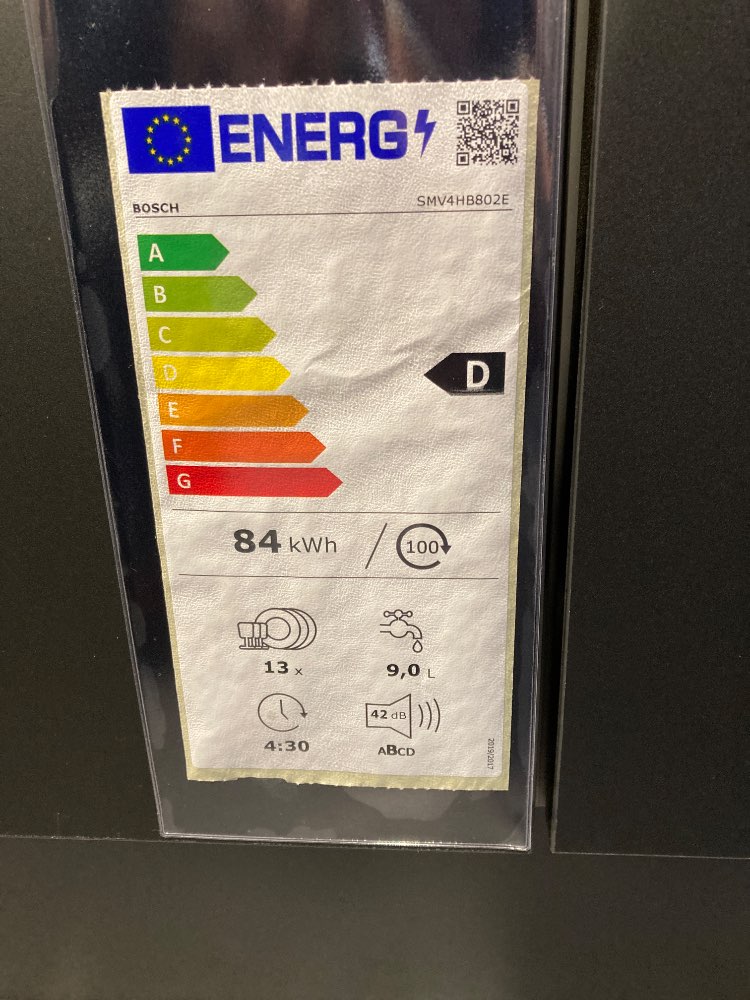 ENERG
BOSCH SMV4HB802E
A
B
C
D
D
E
F
G
84 kWh / 100
13 x 9,0 L
42 dB
4:30 ABCD
2019/2017